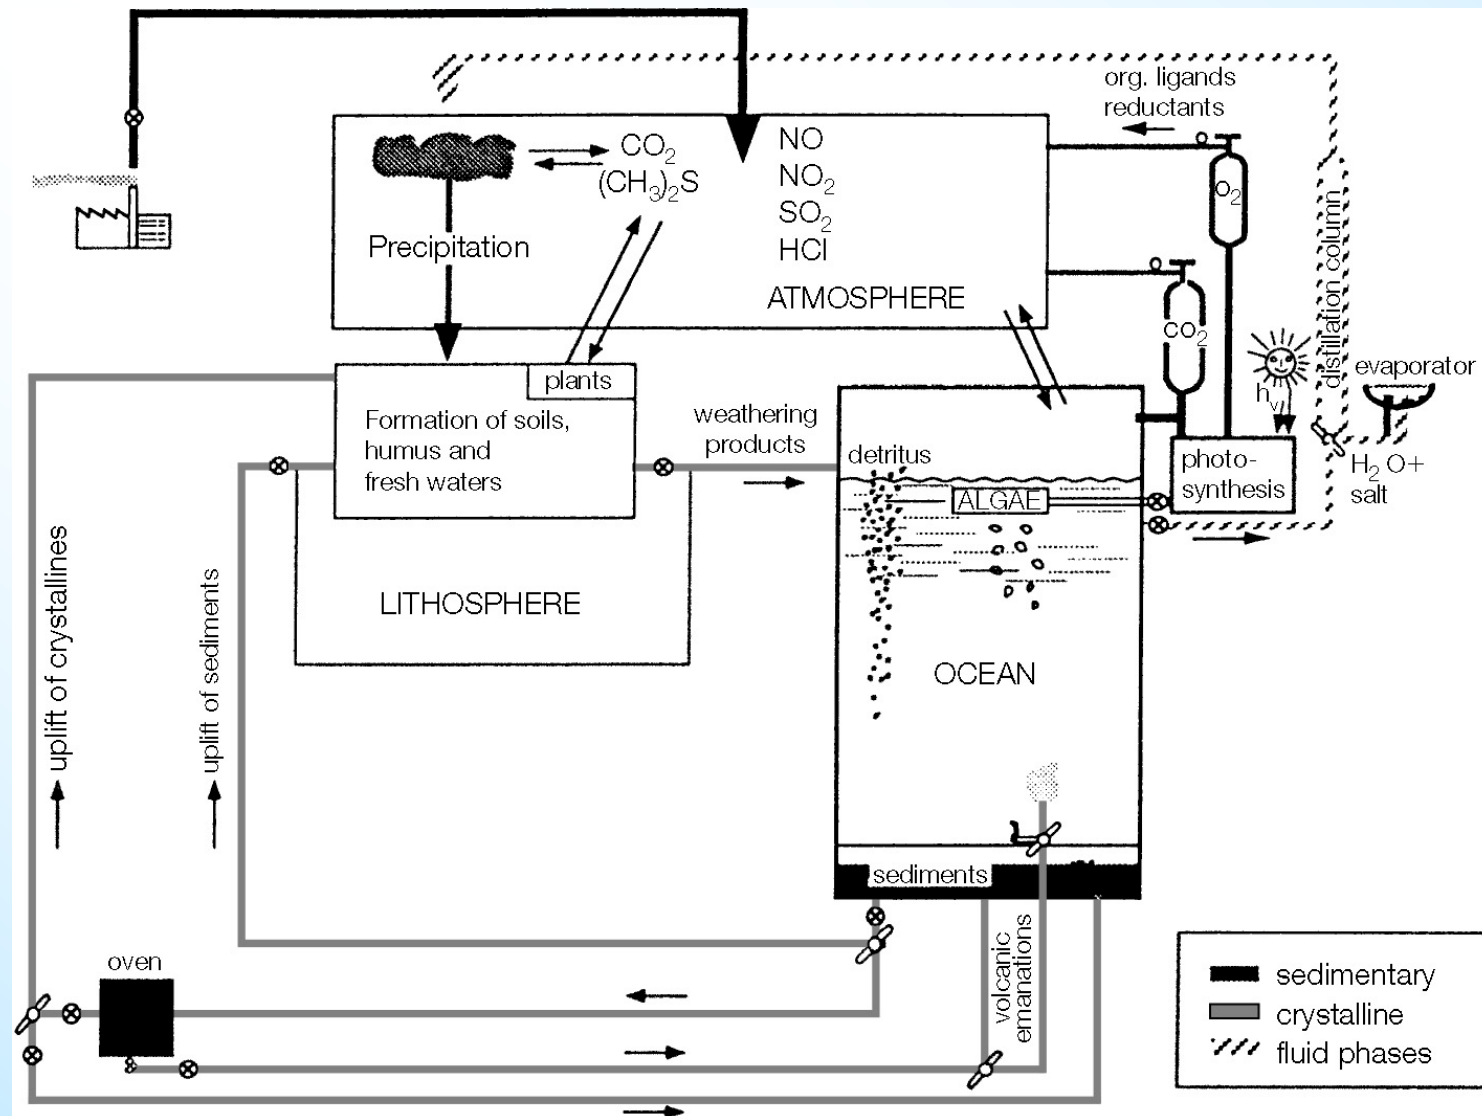 org. ligands
reductants
CO2
(CH3)2S
NO
NO2
SO2
HCl
Precipitation
ATMOSPHERE
O2
CO2
distillation column
hv
evaporator
H2 O+
salt
photo-
synthesis
plants
Formation of soils,
humus and
fresh waters
weathering
products
LITHOSPHERE
detritus
ALGAE
OCEAN
sediments
uplift of crystallines
uplift of sediments
volcanic
emanations
oven
sedimentary
crystalline
fluid phases